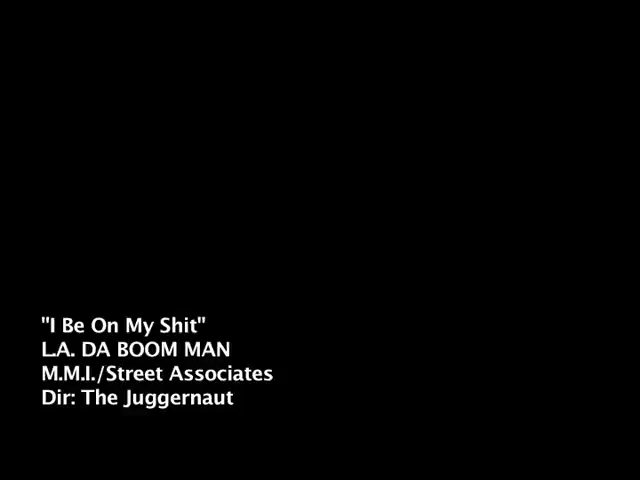 "I Be On My Shit"
L.A. DA BOOM MAN
M.M.I./Street Associates
Dir: The Juggernaut